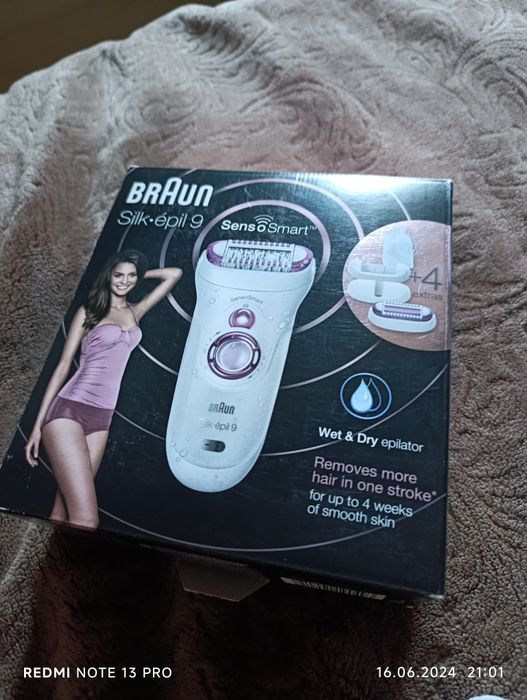 BRAUN
Silk·épil 9
SensoSmart™
+4
extras
SensoSmart
BRAUN
Silk·épil 9
Wet & Dry epilator
Removes more
hair in one stroke*
for up to 4 weeks
of smooth skin
REDMI NOTE 13 PRO
16.06.2024 21:01